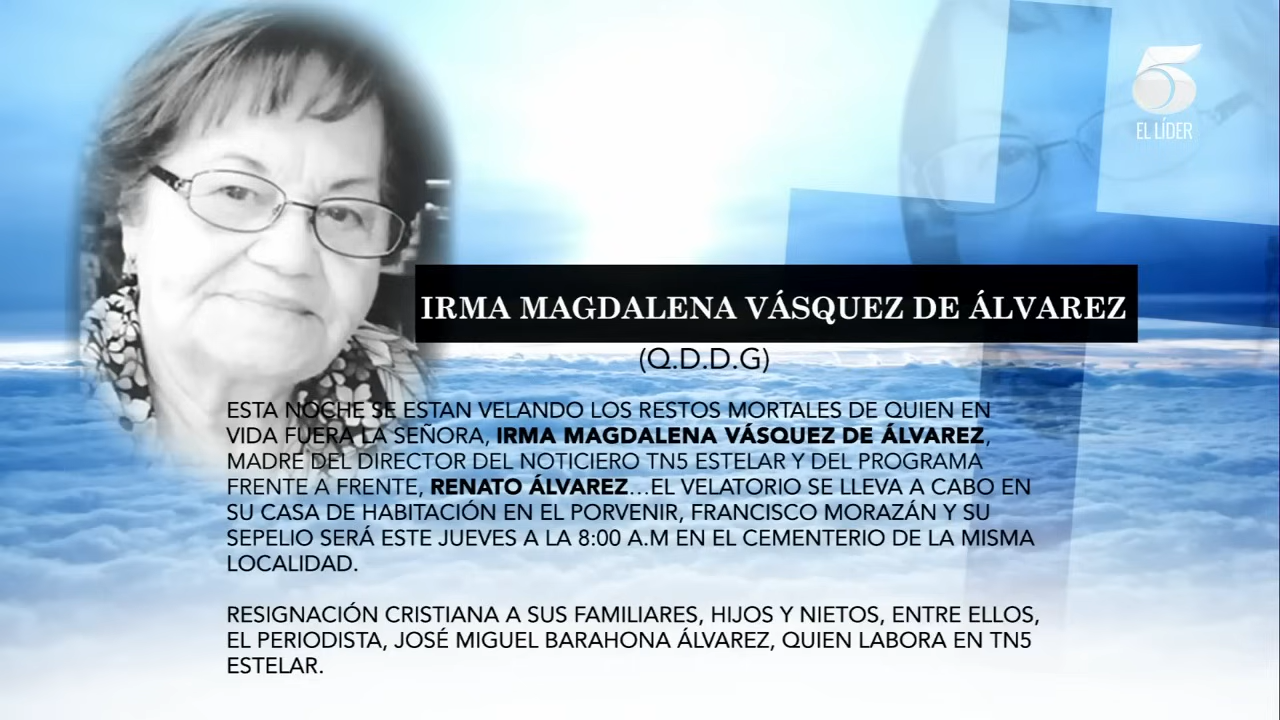 5
EL LÍDER
IRMA MAGDALENA VÁSQUEZ DE ÁLVAREZ
(Q.D.D.G)
ESTA NOCHE SE ESTAN VELANDO LOS RESTOS MORTALES DE QUIEN EN
VIDA FUERA LA SEÑORA, IRMA MAGDALENA VÁSQUEZ DE ÁLVAREZ,
MADRE DEL DIRECTOR DEL NOTICIERO TN5 ESTELAR Y DEL PROGRAMA
FRENTE A FRENTE, RENATO ÁLVAREZ...EL VELATORIO SE LLEVA A CABO EN
SU CASA DE HABITACIÓN EN EL PORVENIR, FRANCISCO MORAZÁN Y SU
SEPELIO SERÁ ESTE JUEVES A LA 8:00 A.M EN EL CEMENTERIO DE LA MISMA
LOCALIDAD.
RESIGNACIÓN CRISTIANA A SUS FAMILIARES, HIJOS Y NIETOS, ENTRE ELLOS,
EL PERIODISTA, JOSÉ MIGUEL BARAHONA ÁLVAREZ, QUIEN LABORA EN TN5
ESTELAR.